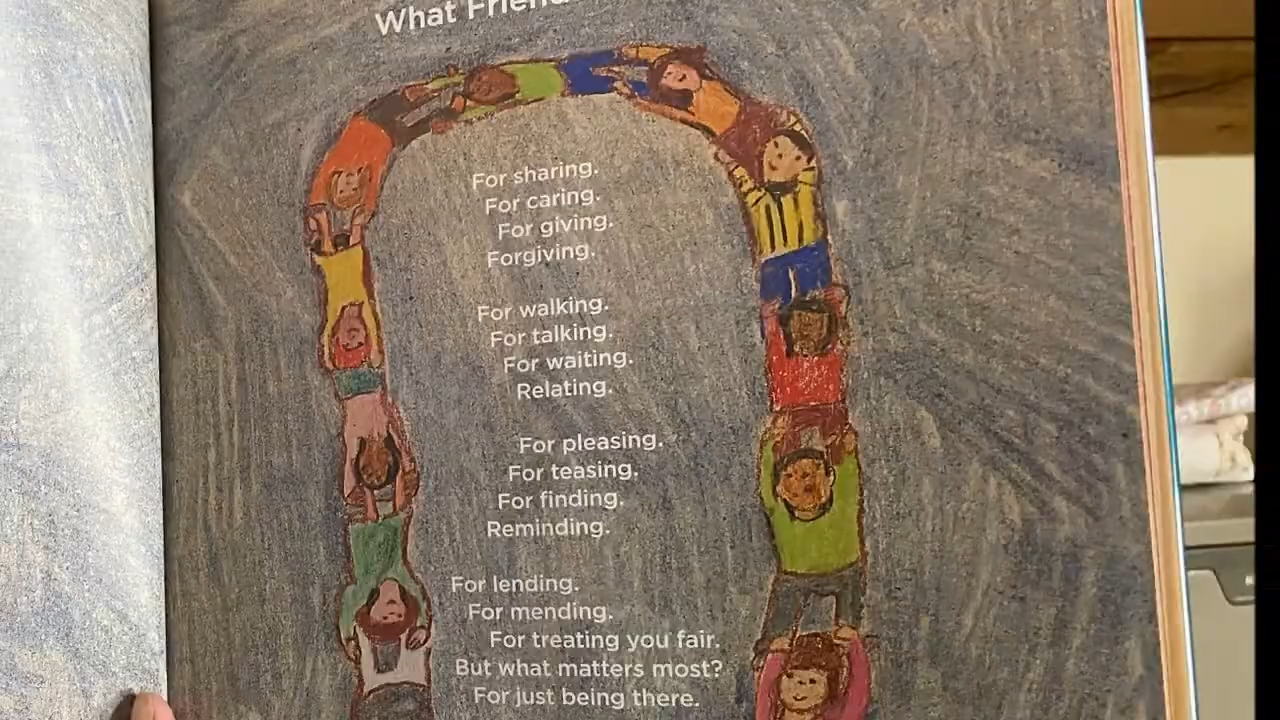 What Friend
For sharing.
For caring.
For giving.
Forgiving.
For walking.
For talking.
For waiting.
Relating.
For pleasing.
For teasing.
For finding.
Reminding.
For lending.
For mending.
For treating you fair.
But what matters most?
For just being there.